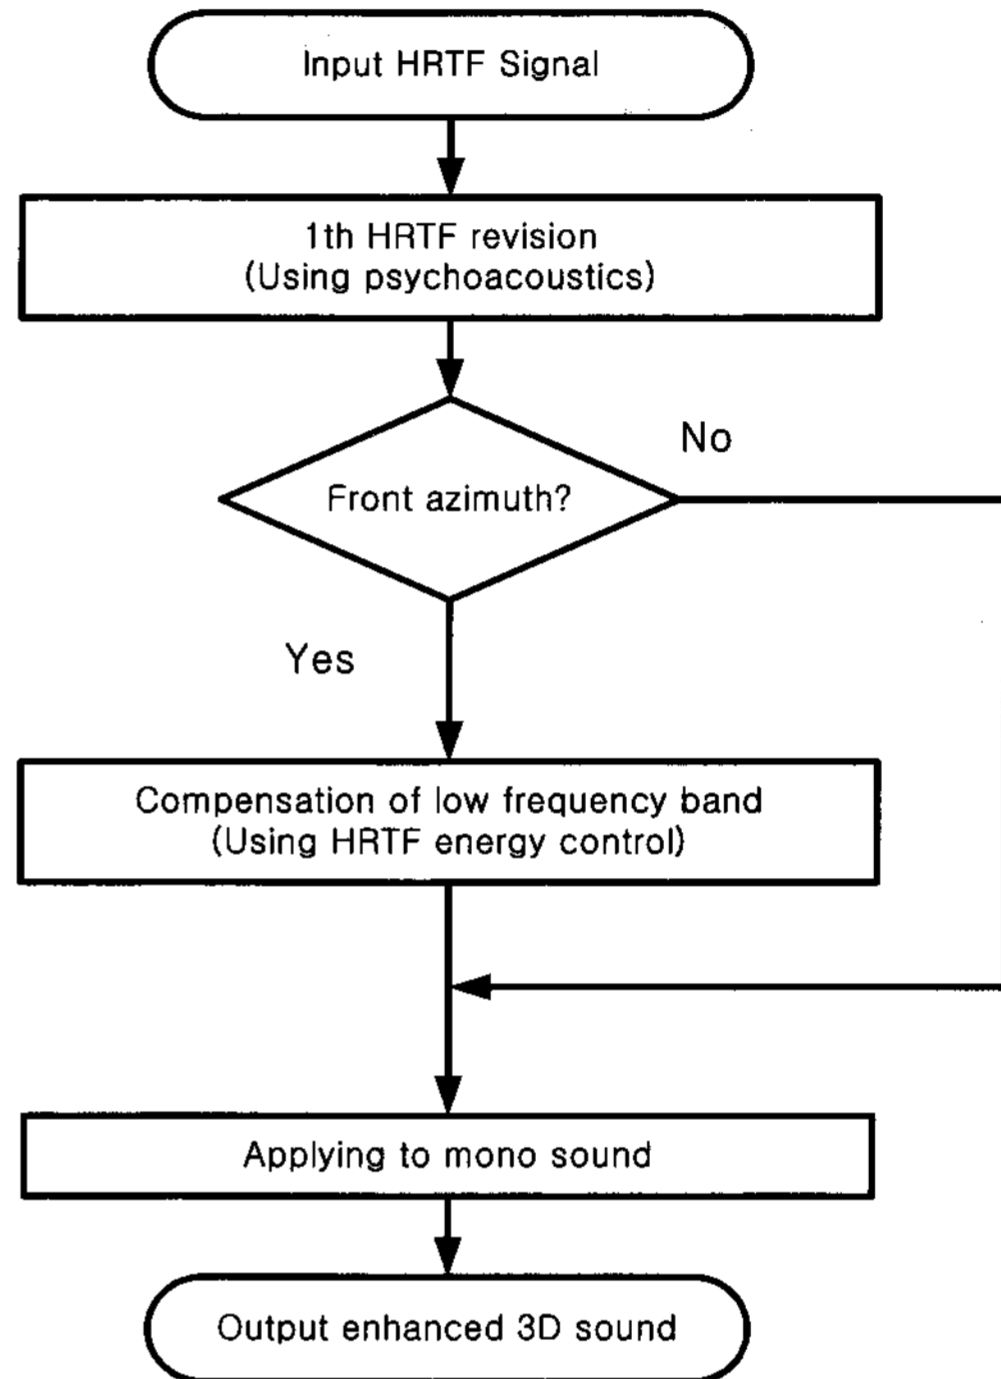 Input HRTF Signal
1th HRTF revision
(Using psychoacoustics)
Front azimuth?
No
Yes
Compensation of low frequency band
(Using HRTF energy control)
Applying to mono sound
Output enhanced 3D sound